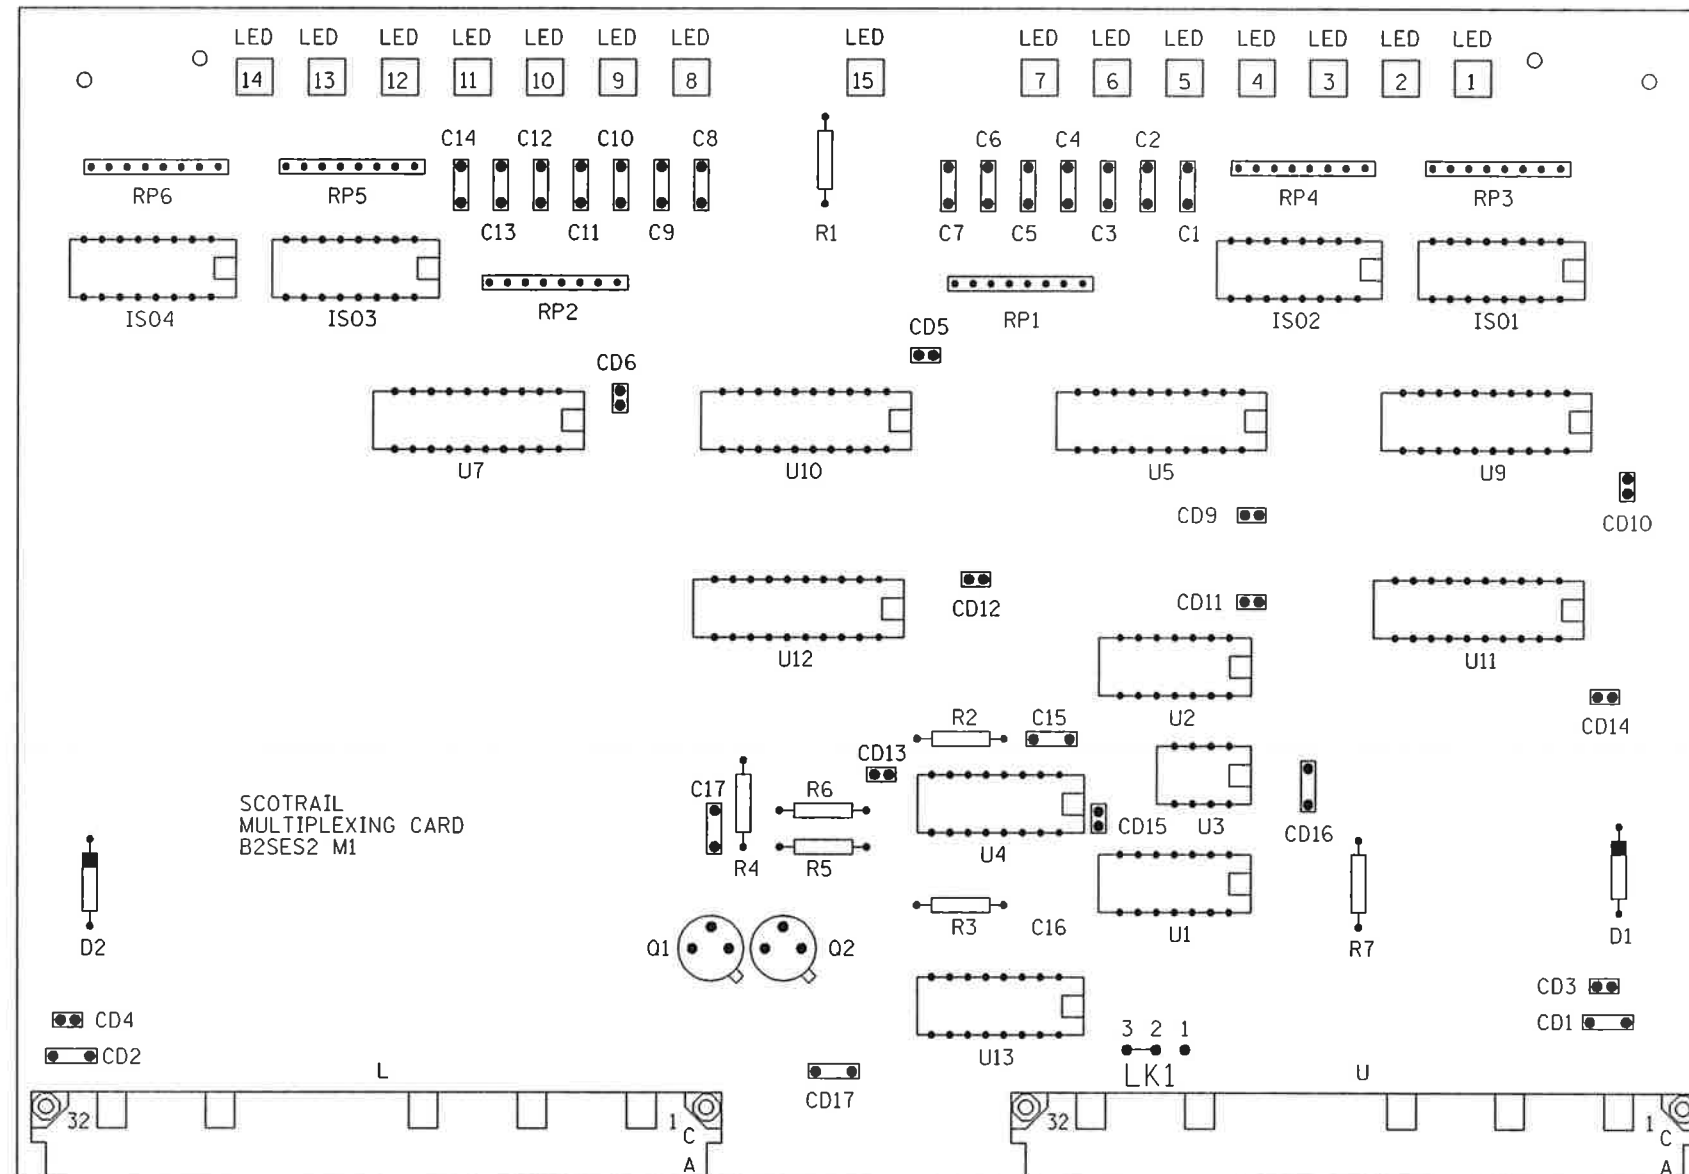 LED LED LED LED LED LED LED LED LED LED LED LED LED LED LED
14 13 12 11 10 9 8 15 7 6 5 4 3 2 1
C14 C12 C10 C8 C6 C4 C2
RP6 RP5 RP4 RP3
C13 C11 C9 R1 C7 C5 C3 C1
ISO4 ISO3 RP2 RP1 ISO2 ISO1
CD5
CD6
U7 U10 U5 U9
CD9 CD10
CD12 CD11
U12 U11
R2 C15 U2 CD14
CD13
C17 R6
SCOTRAIL
MULTIPLEXING CARD
B2SES2 M1
CD15 U3 CD16
R4 R5 U4
R3 C16 U1
D2 Q1 Q2 R7 D1
CD3
CD4 CD1
3 2 1
CD2 U13
L LK1 U
CD17
32 1 32 1
C C
A A